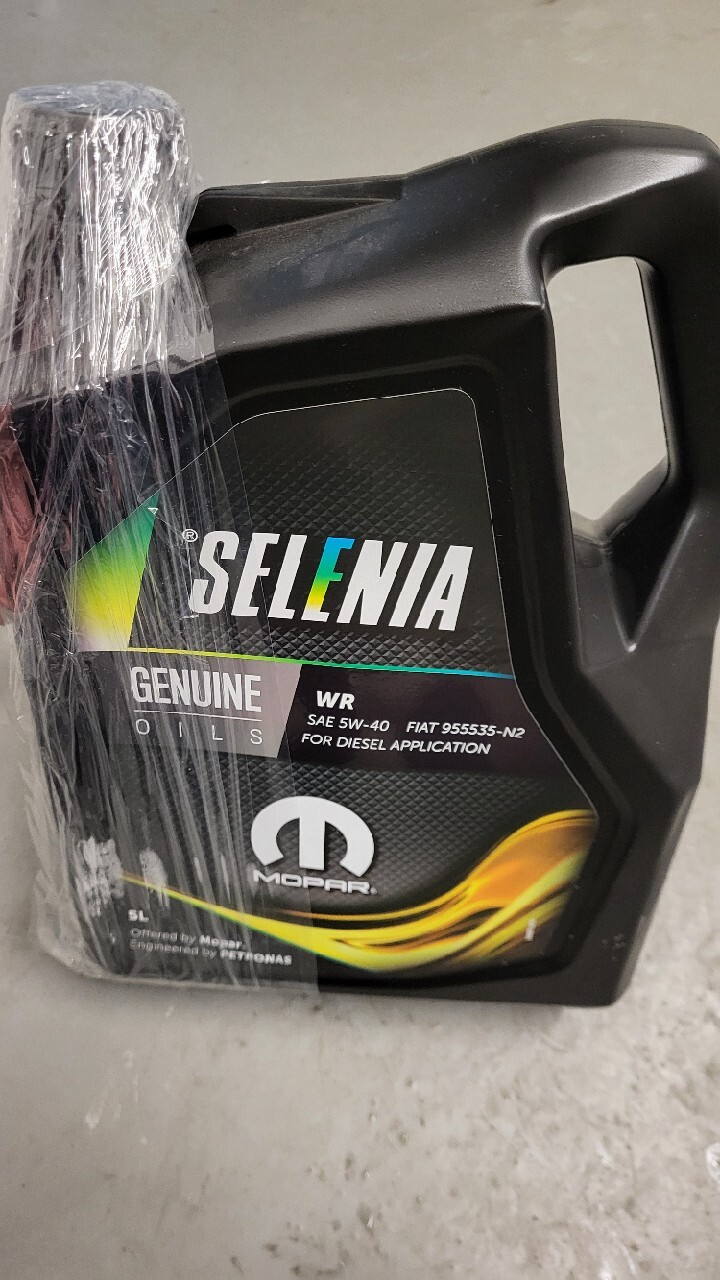 ® SELENIA
GENUINE
OILS
WR
SAE 5W-40 FIAT 955535-N2
FOR DIESEL APPLICATION
MOPAR®
5L
Offered by Mopar.
Engineered by PETRONAS